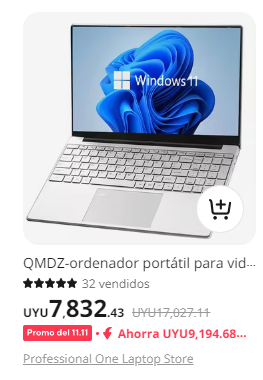 Windows 11
QMDZ-ordenador portátil para vid...
32 vendidos
UYU7,832.43 UYU17,027.11
Promo del 11.11 • Ahorra UYU9,194.68...
Professional One Laptop Store